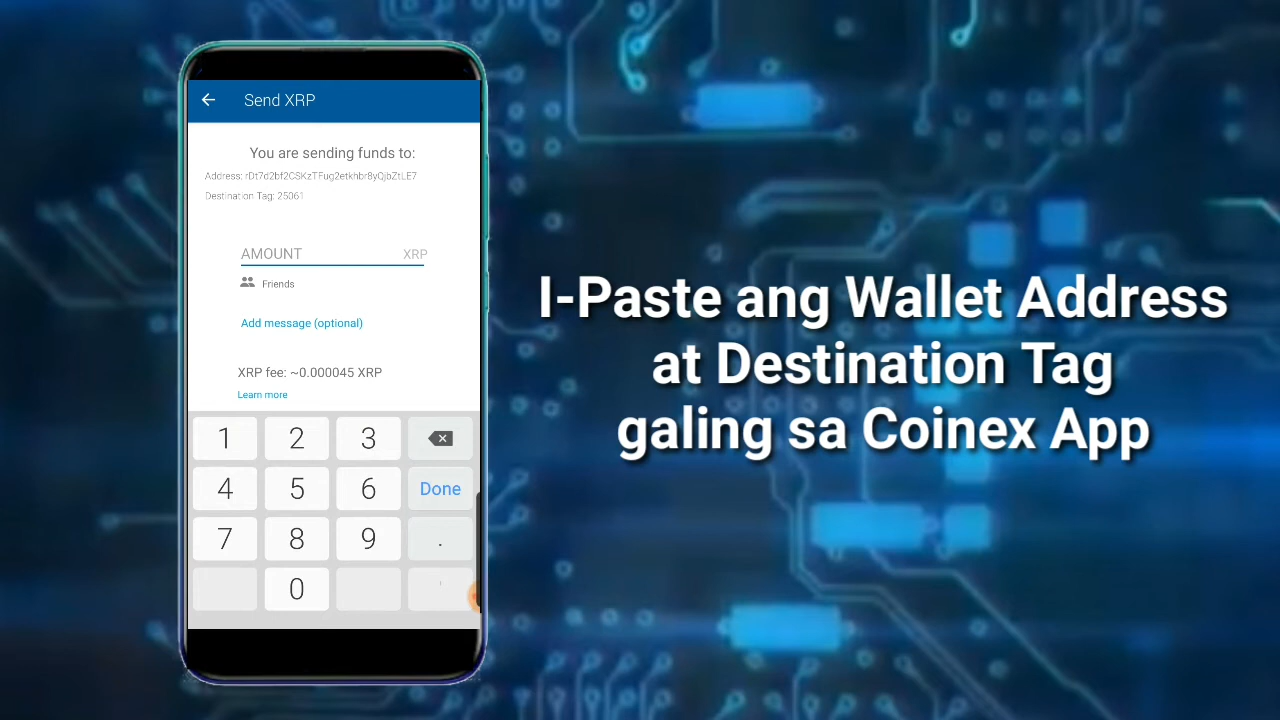 Send XRP
You are sending funds to:
Address: rDt7d2bf2CSKzTFug2etkhbr8yQjbZtLE7
Destination Tag: 25061
AMOUNT XRP
Friends
Add message (optional)
XRP fee: ~0.000045 XRP
Learn more
1 2 3
4 5 6 Done
7 8 9 .
0
I-Paste ang Wallet Address
at Destination Tag
galing sa Coinex App